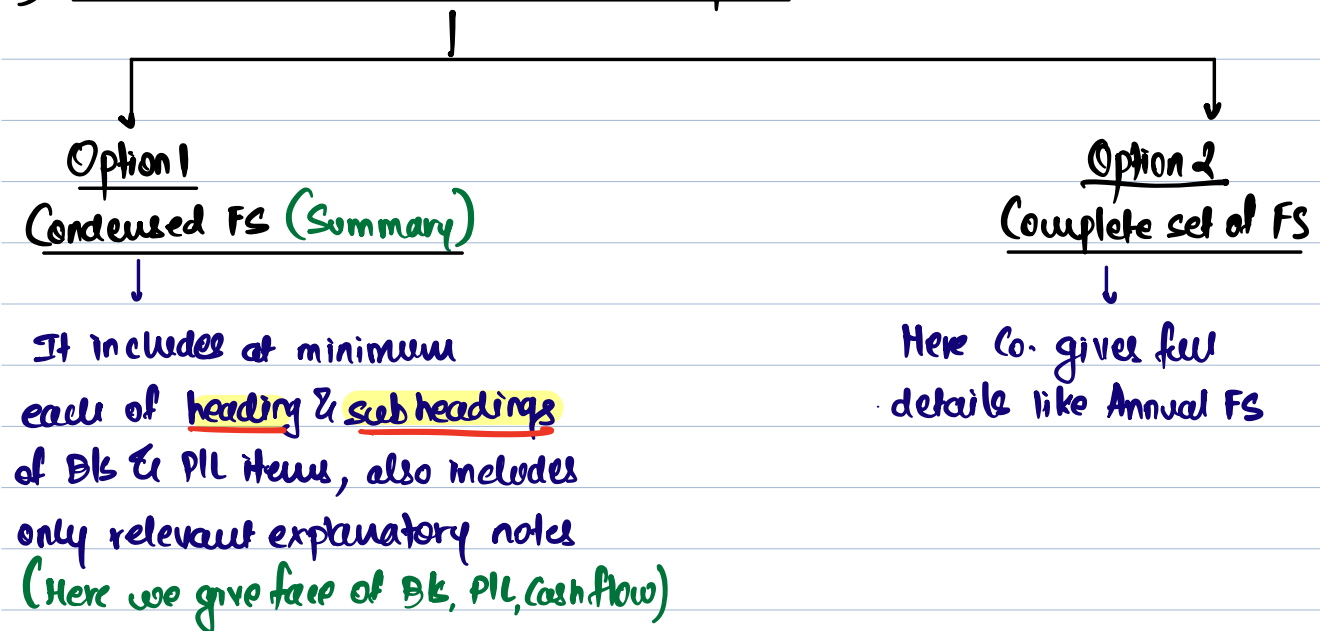 Option 1
Condensed FS (Summary)
It includes at minimum
each of heading & subheadings
of B/s & P/L items, also includes
only relevant explanatory notes
(Here we give face of B/s, P/L, Cash flow)
Option 2
Complete set of FS
Here Co. gives full
details like Annual FS